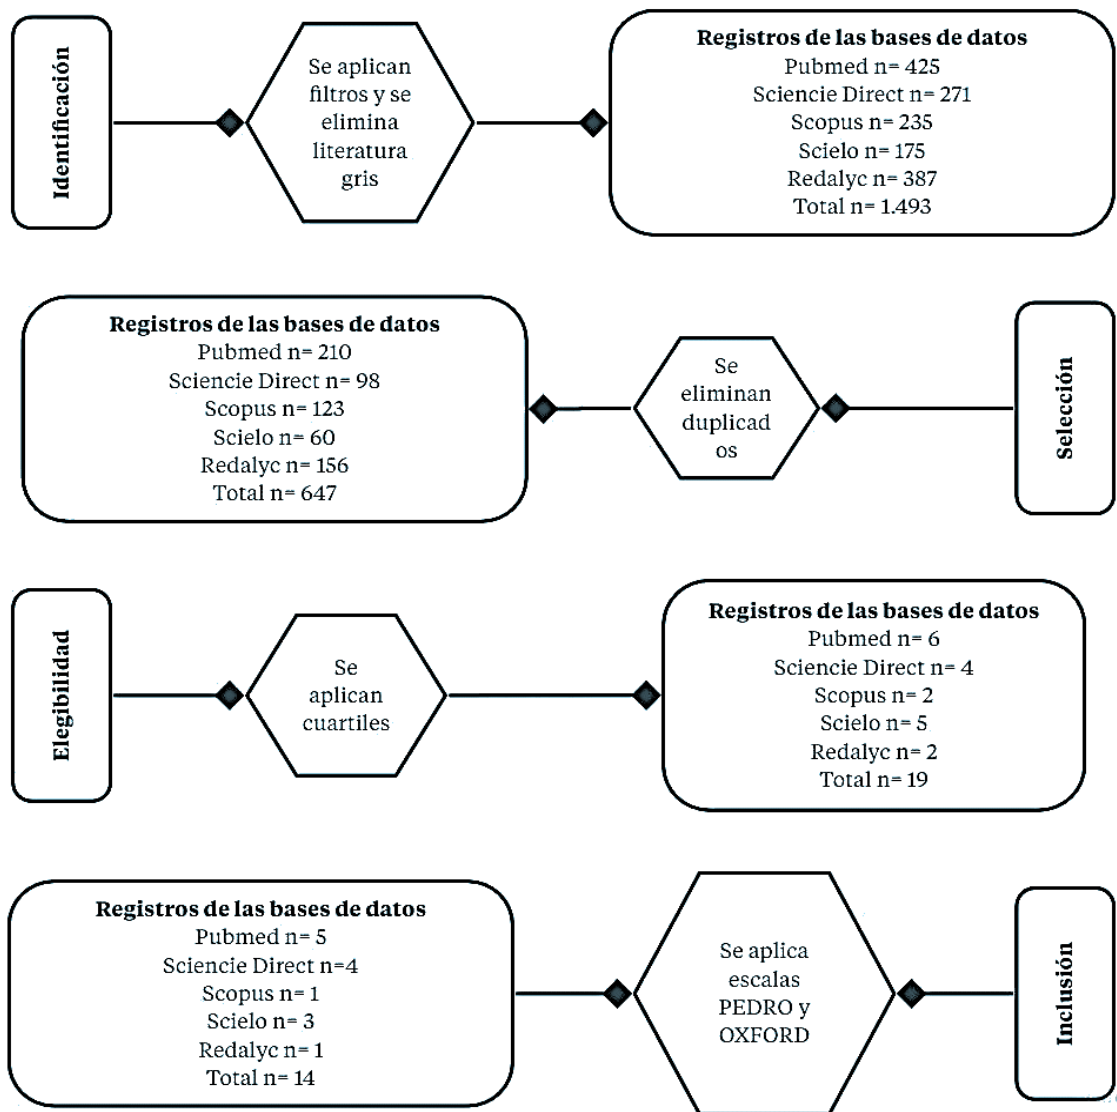 Identificación
Se aplican
filtros y se
elimina
literatura
gris
Registros de las bases de datos
Pubmed n= 425
Sciencie Direct n= 271
Scopus n= 235
Scielo n= 175
Redalyc n= 387
Total n= 1.493
Registros de las bases de datos
Pubmed n= 210
Sciencie Direct n= 98
Scopus n= 123
Scielo n= 60
Redalyc n= 156
Total n= 647
Se
eliminan
duplicad
os
Selección
Elegibilidad
Se
aplican
cuartiles
Registros de las bases de datos
Pubmed n= 6
Sciencie Direct n= 4
Scopus n= 2
Scielo n= 5
Redalyc n= 2
Total n= 19
Registros de las bases de datos
Pubmed n= 5
Sciencie Direct n=4
Scopus n= 1
Scielo n= 3
Redalyc n= 1
Total n= 14
Se aplica
escalas
PEDRO y
OXFORD
Inclusión